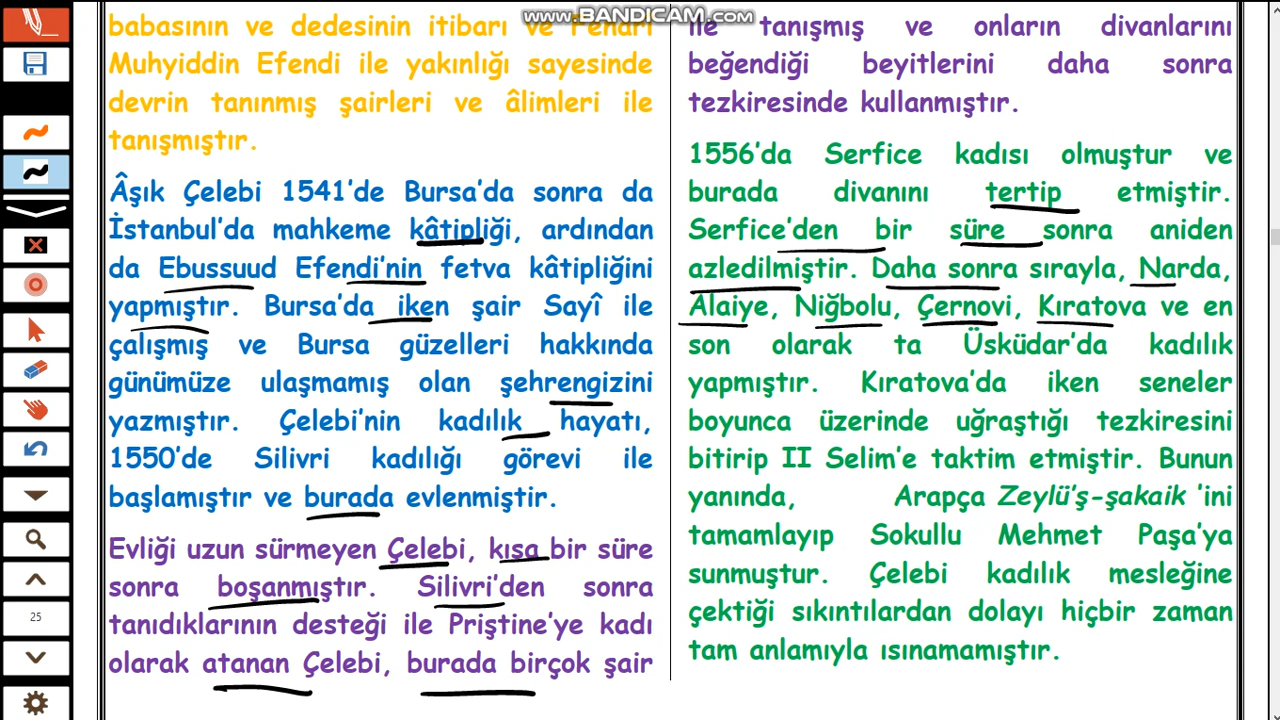 www.BANDICAM.com
babasının ve dedesinin itibarı ve Fenârî
Muhyiddin Efendi ile yakınlığı sayesinde
devrin tanınmış şairleri ve âlimleri ile
tanışmıştır.
Âşık Çelebi 1541’de Bursa’da sonra da
İstanbul’da mahkeme kâtipliği, ardından
da Ebussuud Efendi’nin fetva kâtipliğini
yapmıştır. Bursa’da iken şair Sayî ile
çalışmış ve Bursa güzelleri hakkında
günümüze ulaşmamış olan şehrengizini
yazmıştır. Çelebi’nin kadılık hayatı,
1550’de Silivri kadılığı görevi ile
başlamıştır ve burada evlenmiştir.
Evliği uzun sürmeyen Çelebi, kısa bir süre
sonra boşanmıştır. Silivri’den sonra
tanıdıklarının desteği ile Priştine’ye kadı
olarak atanan Çelebi, burada birçok şair
ile tanışmış ve onların divanlarını
beğendiği beyitlerini daha sonra
tezkiresinde kullanmıştır.
1556’da Serfice kadısı olmuştur ve
burada divanını tertip etmiştir.
Serfice’den bir süre sonra aniden
azledilmiştir. Daha sonra sırayla, Narda,
Alaiye, Niğbolu, Çernovi, Kıratova ve en
son olarak ta Üsküdar’da kadılık
yapmıştır. Kıratova’da iken seneler
boyunca üzerinde uğraştığı tezkiresini
bitirip II Selim’e taktim etmiştir. Bunun
yanında, Arapça Zeylü’ş-şakaik ’ini
tamamlayıp Sokullu Mehmet Paşa’ya
sunmuştur. Çelebi kadılık mesleğine
çektiği sıkıntılardan dolayı hiçbir zaman
tam anlamıyla ısınamamıştır.
25